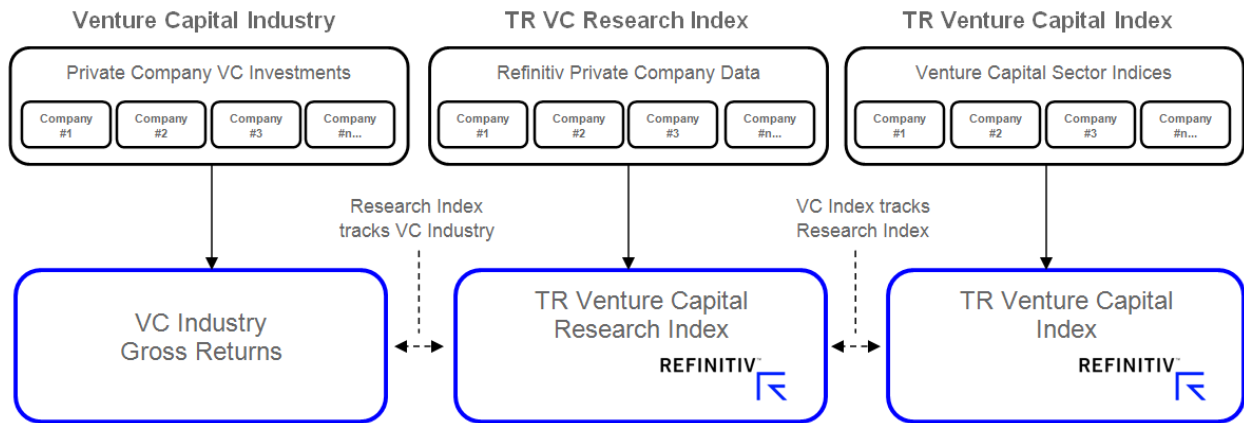 Venture Capital Industry
TR VC Research Index
TR Venture Capital Index
Private Company VC Investments
Company
#1
Company
#2
Company
#3
Company
#n...
Refinitiv Private Company Data
Company
#1
Company
#2
Company
#3
Company
#n...
Venture Capital Sector Indices
Company
#1
Company
#2
Company
#3
Company
#n...
Research Index
tracks VC Industry
VC Index tracks
Research Index
VC Industry
Gross Returns
TR Venture Capital
Research Index
REFINITIV™
TR Venture Capital
Index
REFINITIV™